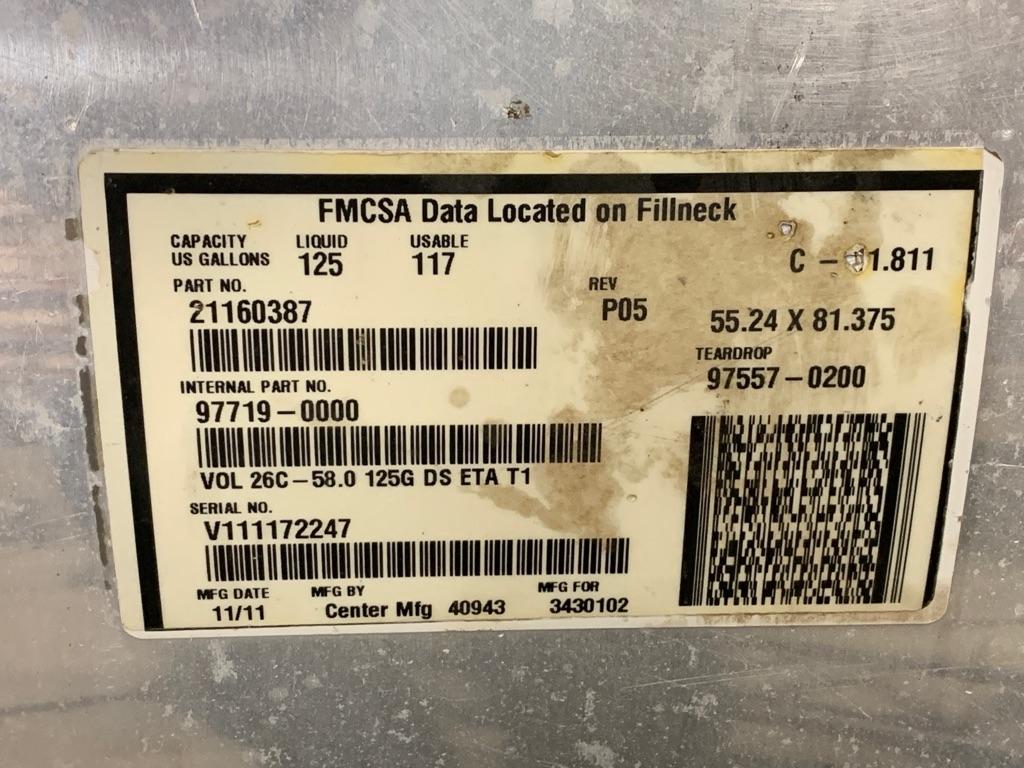 FMCSA Data Located on Fillneck
CAPACITY US GALLONS
LIQUID 125
USABLE 117
C –
PART NO.
21160387
REV
P05
55.24 X 81.375
TEARDROP
97557–0200
INTERNAL PART NO.
97719–0000
VOL 26C–58.0 125G DS ETA T1
SERIAL NO.
V111172247
MFG DATE
11/11
MFG BY
Center Mfg 40943
MFG FOR
3430102